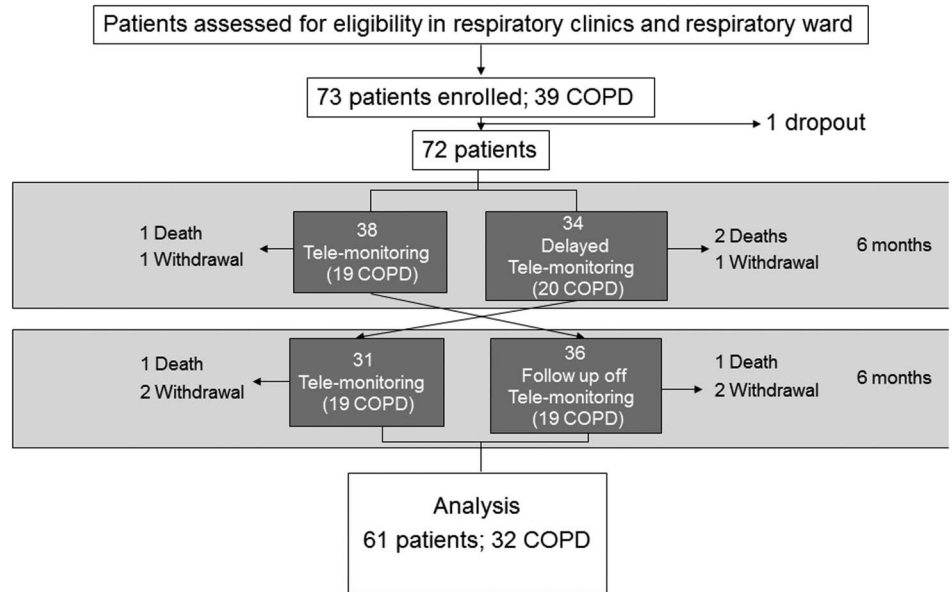 Patients assessed for eligibility in respiratory clinics and respiratory ward
73 patients enrolled; 39 COPD
1 dropout
72 patients
1 Death
1 Withdrawal
38
Tele-monitoring
(19 COPD)
34
Delayed
Tele-monitoring
(20 COPD)
2 Deaths
1 Withdrawal
6 months
1 Death
2 Withdrawal
31
Tele-monitoring
(19 COPD)
36
Follow up off
Tele-monitoring
(19 COPD)
1 Death
2 Withdrawal
6 months
Analysis
61 patients; 32 COPD